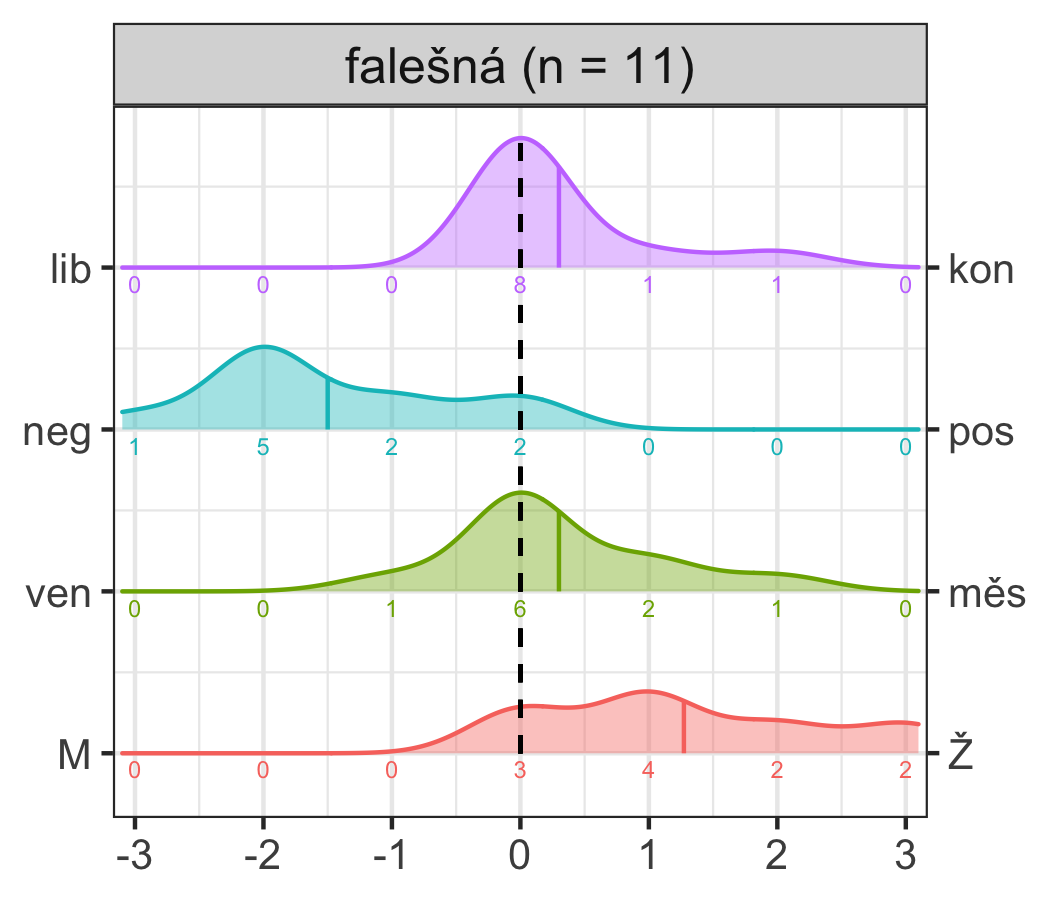 falešná (n = 11)
lib kon
0 0 0 8 1 1 0
neg pos
1 5 2 2 0 0 0
ven měs
0 0 1 6 2 1 0
M Ž
0 0 0 3 4 2 2
-3 -2 -1 0 1 2 3